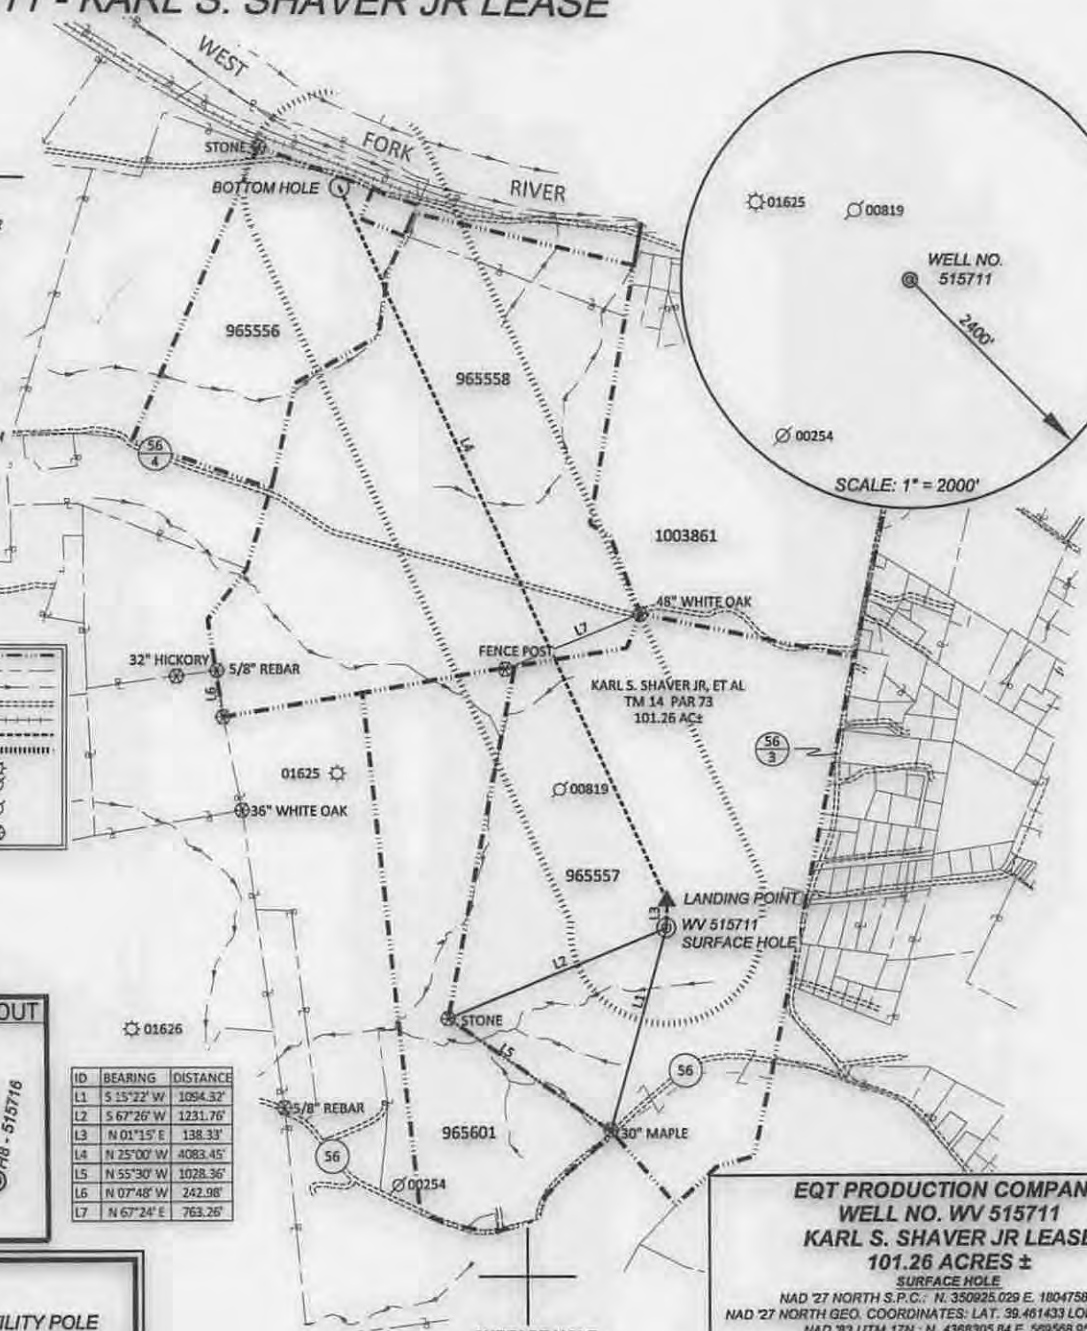 11 - KARL S. SHAVER JR LEASE
WEST
FORK
RIVER
STONE
BOTTOM HOLE
965556
965558
L4
56
4
1003861
48" WHITE OAK
L7
FENCE POST
32" HICKORY
5/8" REBAR
L6
KARL S. SHAVER JR, ET AL
TM 14 PAR 73
101.26 AC±
56
3
01625
00819
36" WHITE OAK
965557
LANDING POINT
L3
WV 515711
SURFACE HOLE
L2
L1
STONE
L5
01626
56
5/8" REBAR
965601
30" MAPLE
56
00254
01625
00819
WELL NO.
515711
2400'
00254
SCALE: 1" = 2000'
OUT
H8 - 515716
ID BEARING DISTANCE
L1 S 15°22' W 1094.32'
L2 S 67°26' W 1231.76'
L3 N 01°15' E 138.33'
L4 N 25°00' W 4083.45'
L5 N 55°30' W 1028.36'
L6 N 07°48' W 242.98'
L7 N 67°24' E 763.26'
ILITY POLE
EQT PRODUCTION COMPAN
WELL NO. WV 515711
KARL S. SHAVER JR LEASE
101.26 ACRES ±
SURFACE HOLE
NAD '27 NORTH S.P.C.: N. 350925.029 E. 1804758
NAD '27 NORTH GEO. COORDINATES: LAT. 39.461433 LO